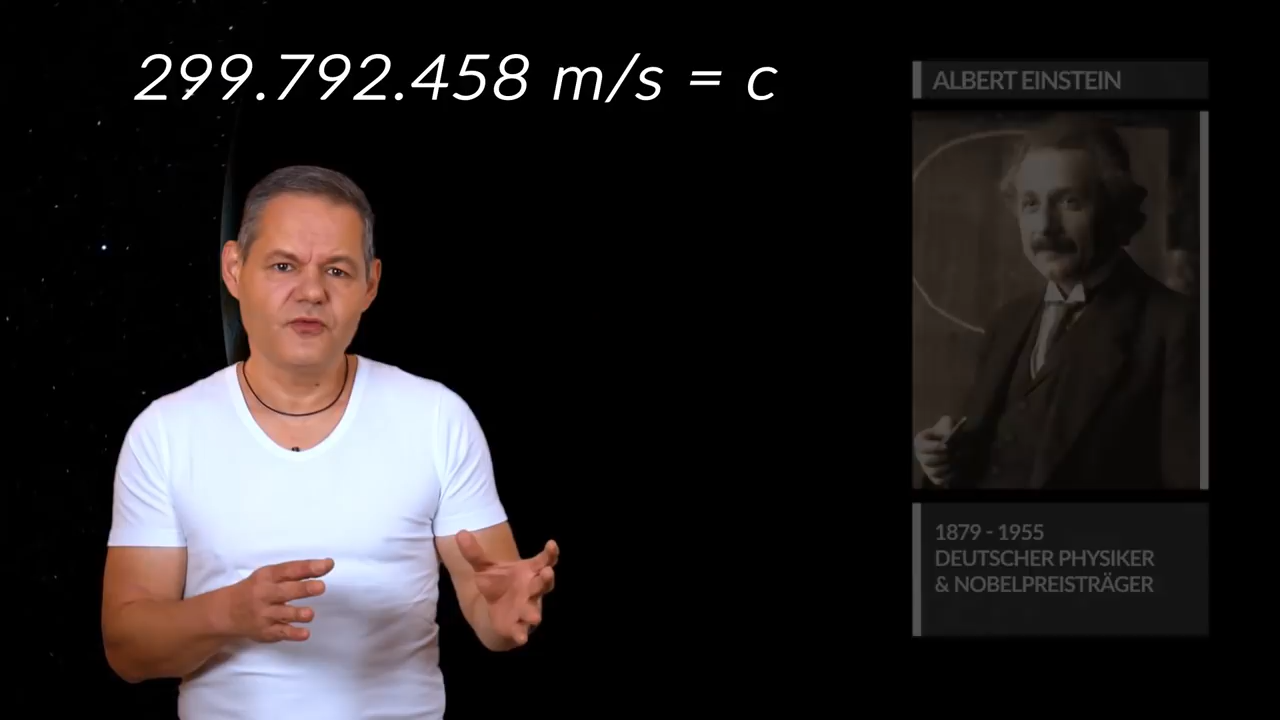 299.792.458 m/s = c
ALBERT EINSTEIN
1879 - 1955
DEUTSCHER PHYSIKER
& NOBELPREISTRÄGER